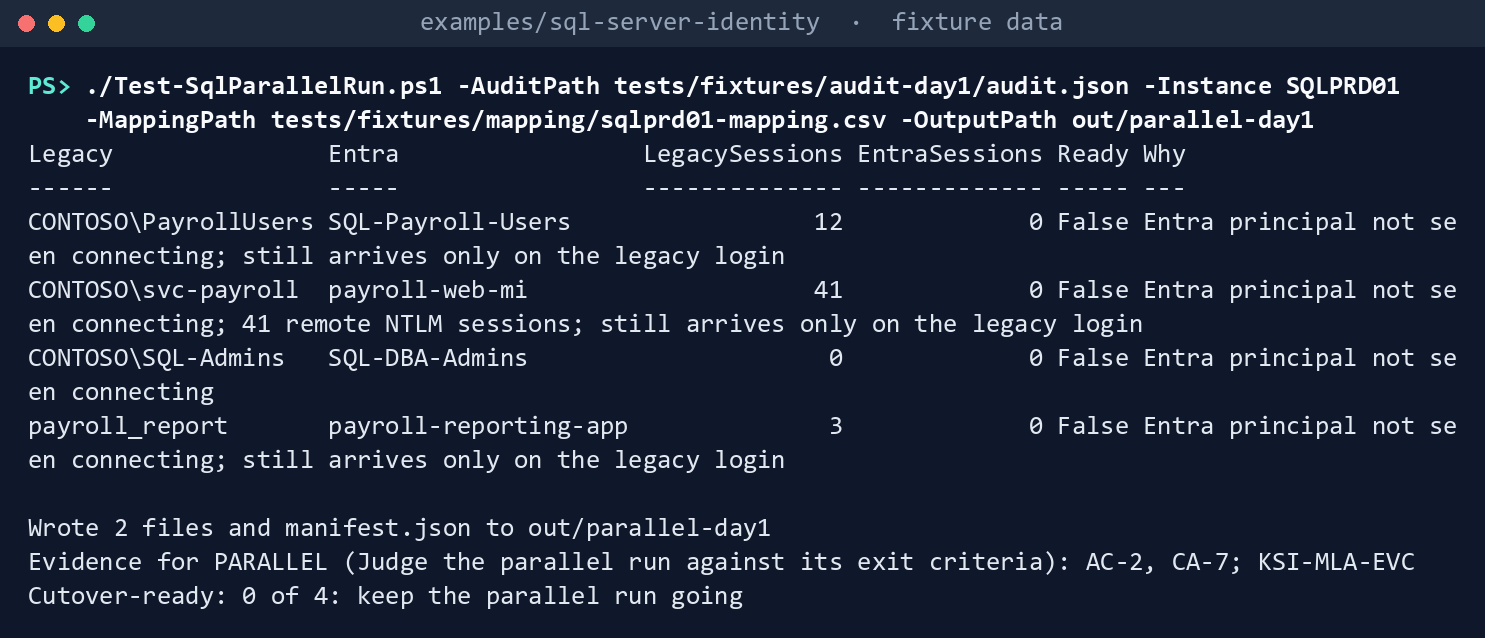 examples/sql-server-identity · fixture data
PS> ./Test-SqlParallelRun.ps1 -AuditPath tests/fixtures/audit-day1/audit.json -Instance SQLPRD01
-MappingPath tests/fixtures/mapping/sqlprd01-mapping.csv -OutputPath out/parallel-day1
Legacy Entra LegacySessions EntraSessions Ready Why
------ ----- -------------- ------------- ----- ---
CONTOSO\PayrollUsers SQL-Payroll-Users 12 0 False Entra principal not se
en connecting; still arrives only on the legacy login
CONTOSO\svc-payroll payroll-web-mi 41 0 False Entra principal not se
en connecting; 41 remote NTLM sessions; still arrives only on the legacy login
CONTOSO\SQL-Admins SQL-DBA-Admins 0 0 False Entra principal not se
en connecting
payroll_report payroll-reporting-app 3 0 False Entra principal not se
en connecting; still arrives only on the legacy login
Wrote 2 files and manifest.json to out/parallel-day1
Evidence for PARALLEL (Judge the parallel run against its exit criteria): AC-2, CA-7; KSI-MLA-EVC
Cutover-ready: 0 of 4: keep the parallel run going